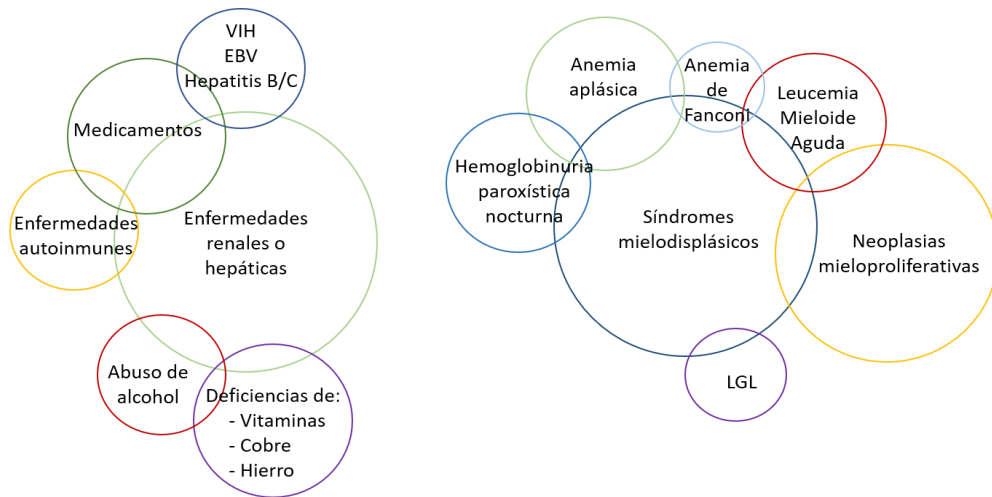 VIH
EBV
Hepatitis B/C
Medicamentos
Enfermedades
autoinmunes
Enfermedades
renales o
hepáticas
Abuso de
alcohol
Deficiencias de:
- Vitaminas
- Cobre
- Hierro
Anemia
aplásica
Anemia
de
Fanconi
Leucemia
Mieloide
Aguda
Hemoglobinuria
paroxística
nocturna
Síndromes
mielodisplásicos
Neoplasias
mieloproliferativas
LGL